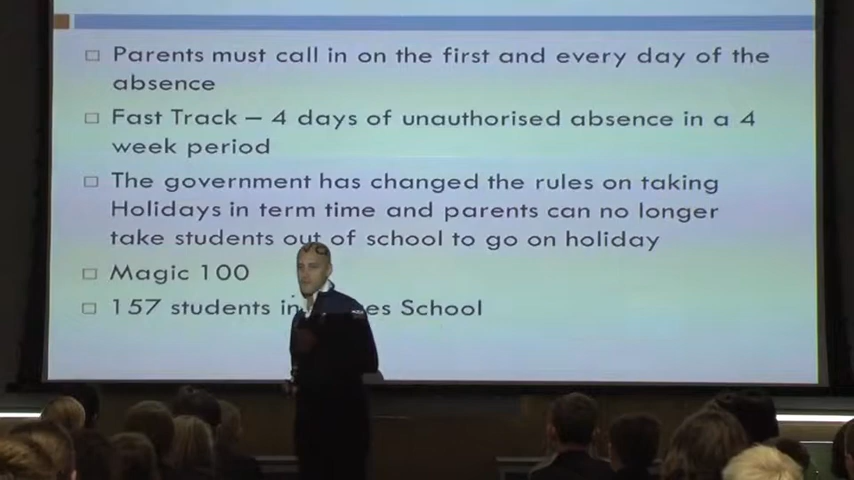 Parents must call in on the first and every day of the
absence
Fast Track – 4 days of unauthorised absence in a 4
week period
The government has changed the rules on taking
Holidays in term time and parents can no longer
take students out of school to go on holiday
Magic 100
157 students in School